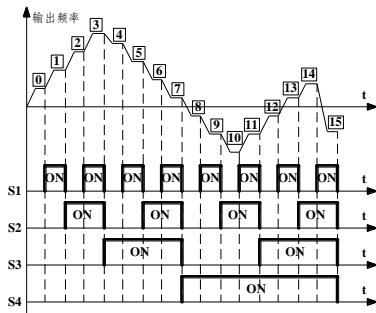 输出频率
3
4
2
14
1
5
13
0
6
12
7
t
8
11
15
9
10
t
S1 ON ON ON ON ON ON ON ON
t
S2 ON ON ON ON
t
S3 ON ON
t
S4 ON
t